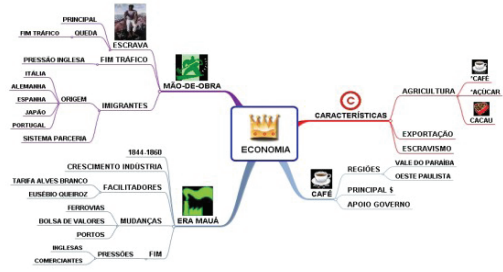 PRINCIPAL
FIM TRÁFICO
QUEDA
ESCRAVA
PRESSÃO INGLESA
FIM TRÁFICO
MÃO-DE-OBRA
ITÁLIA
ALEMANHA
ESPANHA
JAPÃO
PORTUGAL
ORIGEM
IMIGRANTES
SISTEMA PARCERIA
ECONOMIA
C
CARACTERÍSTICAS
AGRICULTURA
*CAFÉ
*AÇÚCAR
CACAU
EXPORTAÇÃO
ESCRAVISMO
CAFÉ
REGIÕES
VALE DO PARAÍBA
OESTE PAULISTA
PRINCIPAL $
APOIO GOVERNO
1844-1860
CRESCIMENTO INDÚSTRIA
TARIFA ALVES BRANCO
EUSÉBIO QUEIROZ
FACILITADORES
ERA MAUÁ
FERROVIAS
BOLSA DE VALORES
PORTOS
MUDANÇAS
INGLESAS
COMERCIANTES
PRESSÕES
FIM